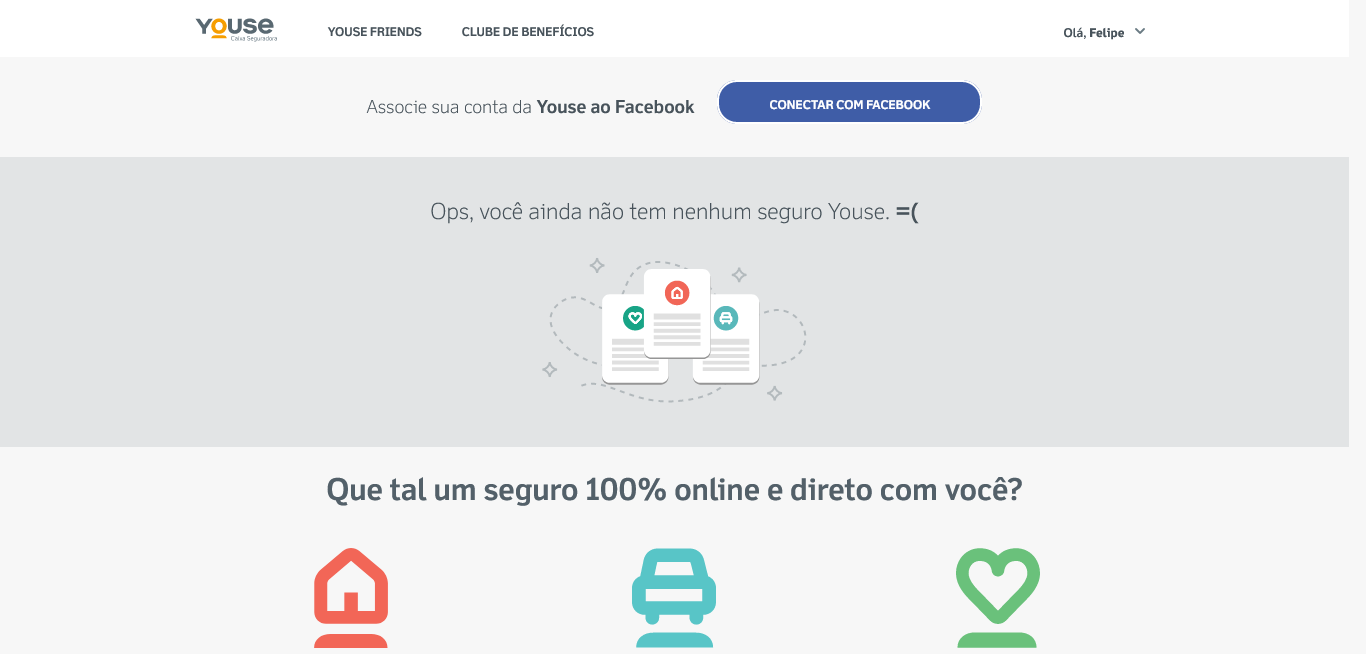 Youse
Caixa Seguradora
YOUSE FRIENDS
CLUBE DE BENEFÍCIOS
Olá, Felipe
Associe sua conta da Youse ao Facebook
CONECTAR COM FACEBOOK
Ops, você ainda não tem nenhum seguro Youse. =(
Que tal um seguro 100% online e direto com você?